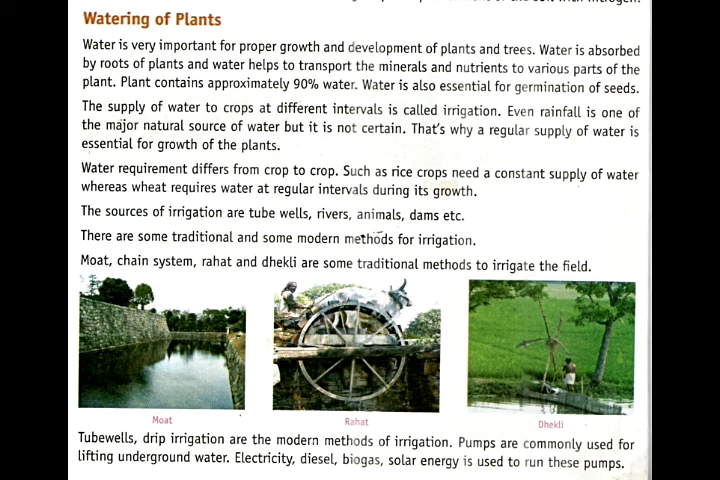 Watering of Plants
Water is very important for proper growth and development of plants and trees. Water is absorbed
by roots of plants and water helps to transport the minerals and nutrients to various parts of the
plant. Plant contains approximately 90% water. Water is also essential for germination of seeds.
The supply of water to crops at different intervals is called irrigation. Even rainfall is one of
the major natural source of water but it is not certain. That's why a regular supply of water is
essential for growth of the plants.
Water requirement differs from crop to crop. Such as rice crops need a constant supply of water
whereas wheat requires water at regular intervals during its growth.
The sources of irrigation are tube wells, rivers, animals, dams etc.
There are some traditional and some modern methods for irrigation.
Moat, chain system, rahat and dhekli are some traditional methods to irrigate the field.
Moat
Rahat
Dhekli
Tubewells, drip irrigation are the modern methods of irrigation. Pumps are commonly used for
lifting underground water. Electricity, diesel, biogas, solar energy is used to run these pumps.